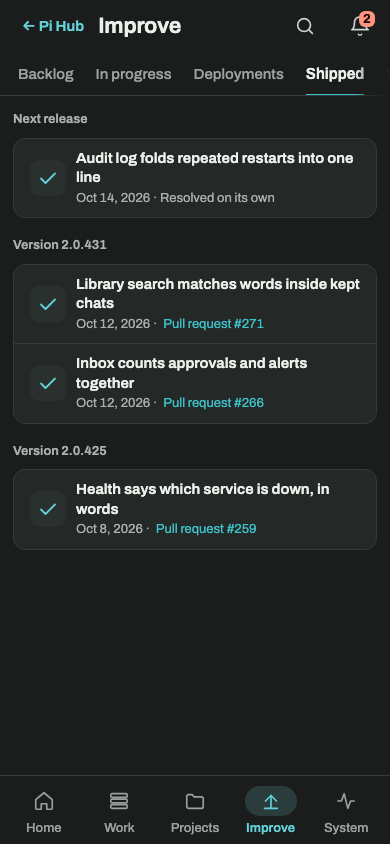 ← Pi Hub Improve 2
Backlog In progress Deployments Shipped
Next release
Audit log folds repeated restarts into one
line
Oct 14, 2026 · Resolved on its own
Version 2.0.431
Library search matches words inside kept
chats
Oct 12, 2026 · Pull request #271
Inbox counts approvals and alerts
together
Oct 12, 2026 · Pull request #266
Version 2.0.425
Health says which service is down, in
words
Oct 8, 2026 · Pull request #259
Home Work Projects Improve System